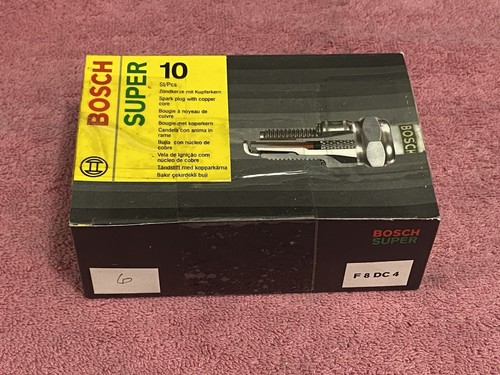 BOSCH
SUPER
10
St/Pcs
Zündkerze mit Kupferkern
Spark plug with copper
core
Bougie à noyeau de
cuivre
Bougie met koperkern
Candela con anima in
rame
Bujía con núcleo de cobre
Vela de ignição com
núcleo de cobre
Tändstift med kopparkärna
Bakır çekirdekli buji
BOSCH
BOSCH
SUPER
6
F 8 DC 4